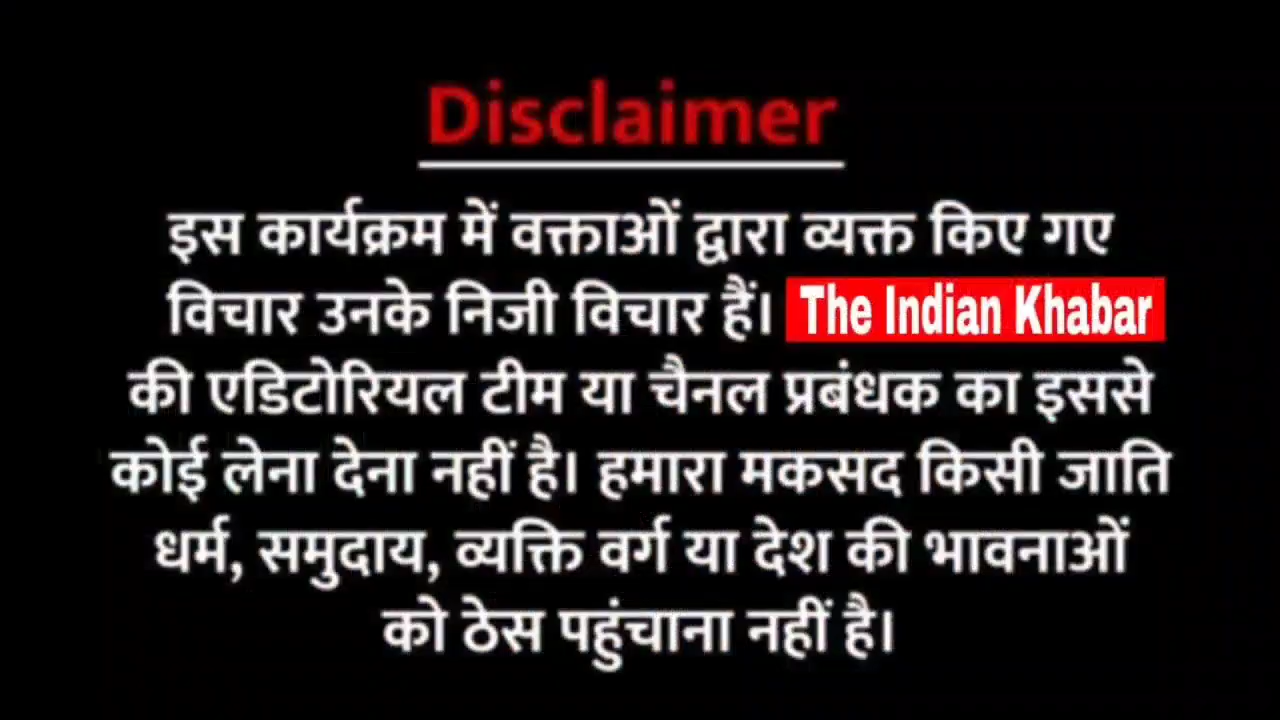 Disclaimer
इस कार्यक्रम में वक्ताओं द्वारा व्यक्त किए गए
विचार उनके निजी विचार हैं। The Indian Khabar
की एडिटोरियल टीम या चैनल प्रबंधक का इससे
कोई लेना देना नहीं है। हमारा मकसद किसी जाति
धर्म, समुदाय, व्यक्ति वर्ग या देश की भावनाओं
को ठेस पहुंचाना नहीं है।